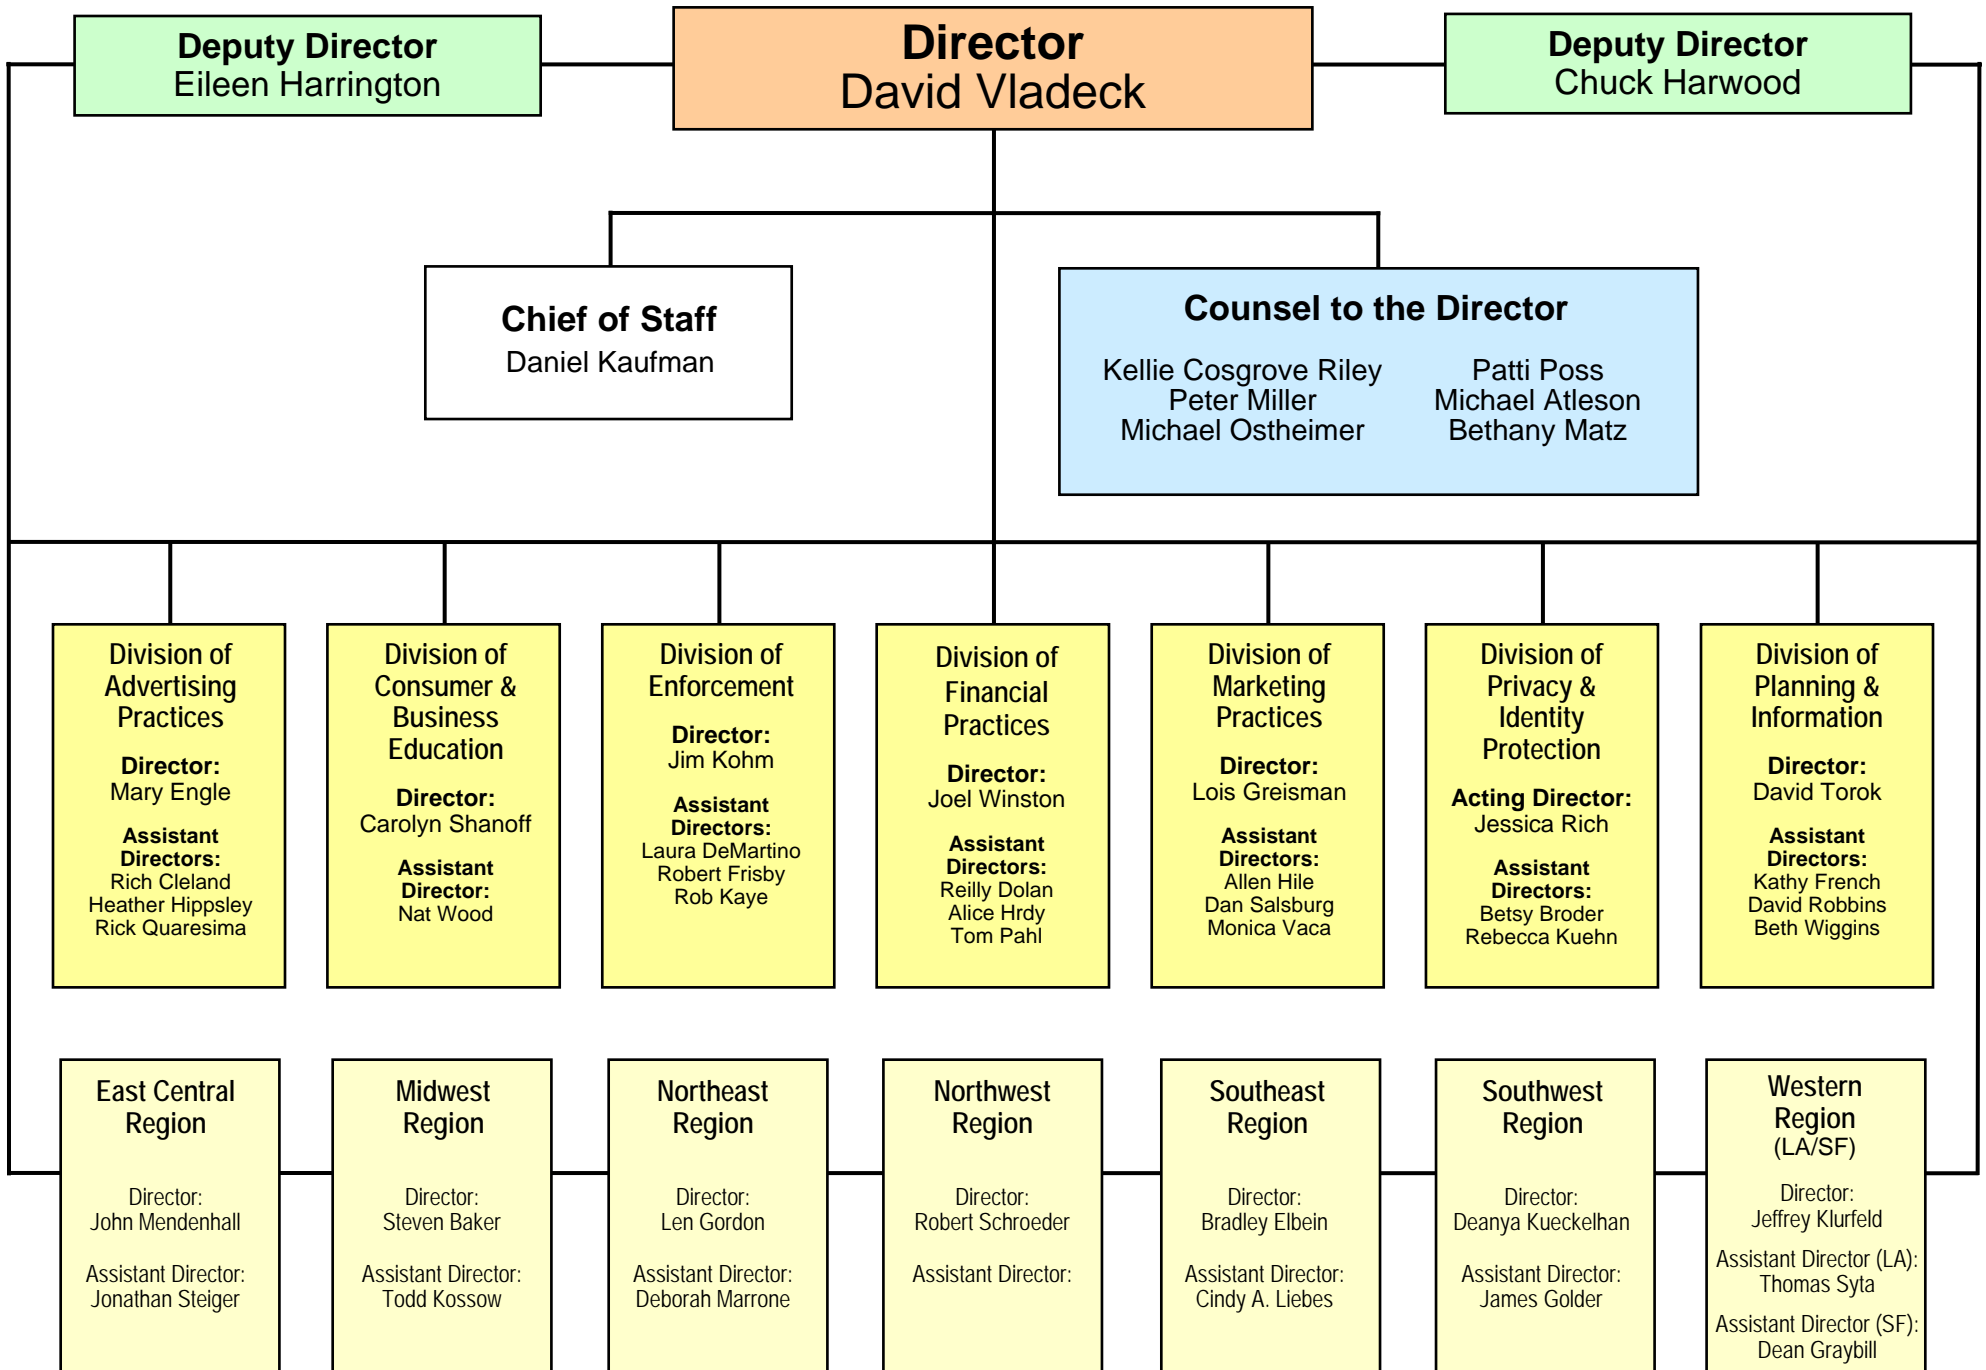 Deputy Director
Eileen Harrington
Director
David Vladeck
Deputy Director
Chuck Harwood
Chief of Staff
Daniel Kaufman
Counsel to the Director
Kellie Cosgrove Riley
Peter Miller
Michael Ostheimer
Patti Poss
Michael Atleson
Bethany Matz
Division of
Advertising
Practices
Director:
Mary Engle
Assistant
Directors:
Rich Cleland
Heather Hippsley
Rick Quaresima
Division of
Consumer &
Business
Education
Director:
Carolyn Shanoff
Assistant
Director:
Nat Wood
Division of
Enforcement
Director:
Jim Kohm
Assistant
Directors:
Laura DeMartino
Robert Frisby
Rob Kaye
Division of
Financial
Practices
Director:
Joel Winston
Assistant
Directors:
Reilly Dolan
Alice Hrdy
Tom Pahl
Division of
Marketing
Practices
Director:
Lois Greisman
Assistant
Directors:
Allen Hile
Dan Salsburg
Monica Vaca
Division of
Privacy &
Identity
Protection
Acting Director:
Jessica Rich
Assistant
Directors:
Betsy Broder
Rebecca Kuehn
Division of
Planning &
Information
Director:
David Torok
Assistant
Directors:
Kathy French
David Robbins
Beth Wiggins
East Central
Region
Director:
John Mendenhall
Assistant Director:
Jonathan Steiger
Midwest
Region
Director:
Steven Baker
Assistant Director:
Todd Kossow
Northeast
Region
Director:
Len Gordon
Assistant Director:
Deborah Marrone
Northwest
Region
Director:
Robert Schroeder
Assistant Director:
Southeast
Region
Director:
Bradley Elbein
Assistant Director:
Cindy A. Liebes
Southwest
Region
Director:
Deanya Kueckelhan
Assistant Director:
James Golder
Western
Region
(LA/SF)
Director:
Jeffrey Klurfeld
Assistant Director (LA):
Thomas Syta
Assistant Director (SF):
Dean Graybill